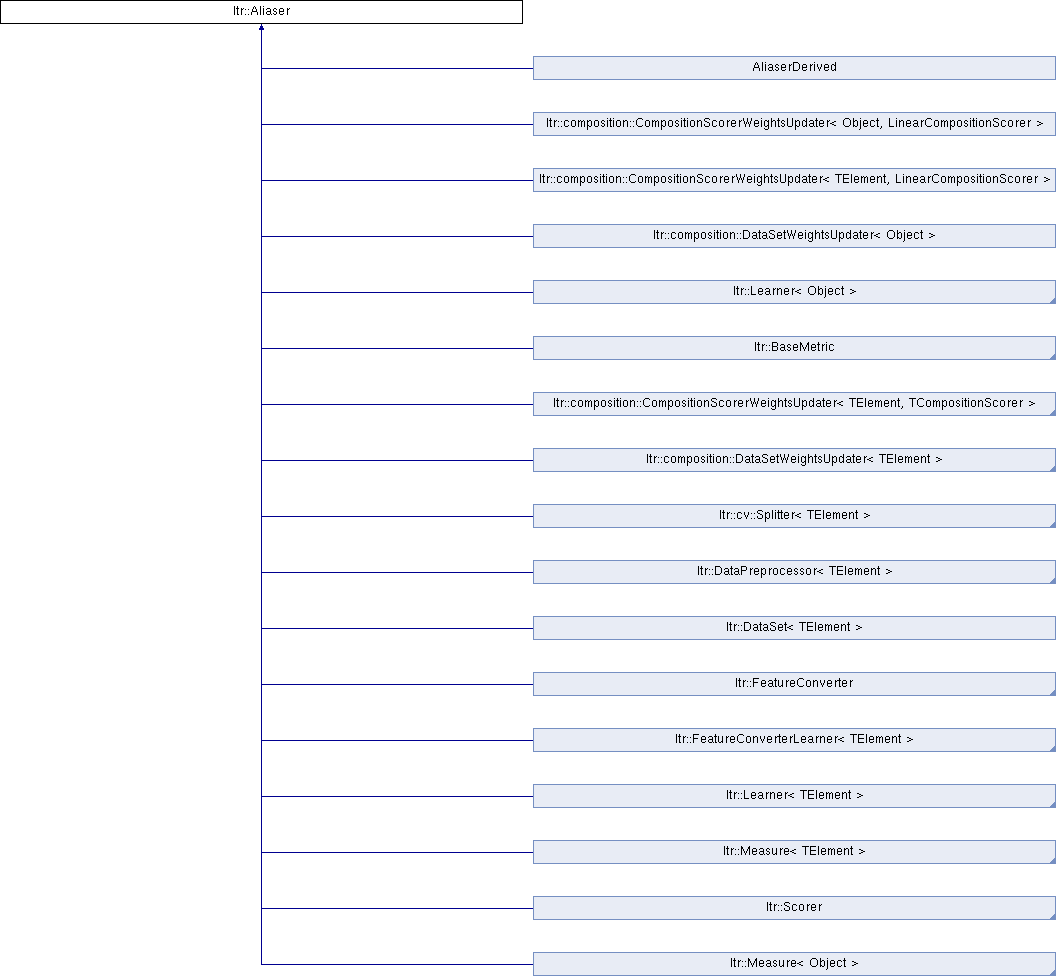 ltr::Aliaser
AliaserDerived
ltr::composition::CompositionScorerWeightsUpdater< Object, LinearCompositionScorer >
ltr::composition::CompositionScorerWeightsUpdater< TElement, LinearCompositionScorer >
ltr::composition::DataSetWeightsUpdater< Object >
ltr::Learner< Object >
ltr::BaseMetric
ltr::composition::CompositionScorerWeightsUpdater< TElement, TCompositionScorer >
ltr::composition::DataSetWeightsUpdater< TElement >
ltr::cv::Splitter< TElement >
ltr::DataPreprocessor< TElement >
ltr::DataSet< TElement >
ltr::FeatureConverter
ltr::FeatureConverterLearner< TElement >
ltr::Learner< TElement >
ltr::Measure< TElement >
ltr::Scorer
ltr::Measure< Object >